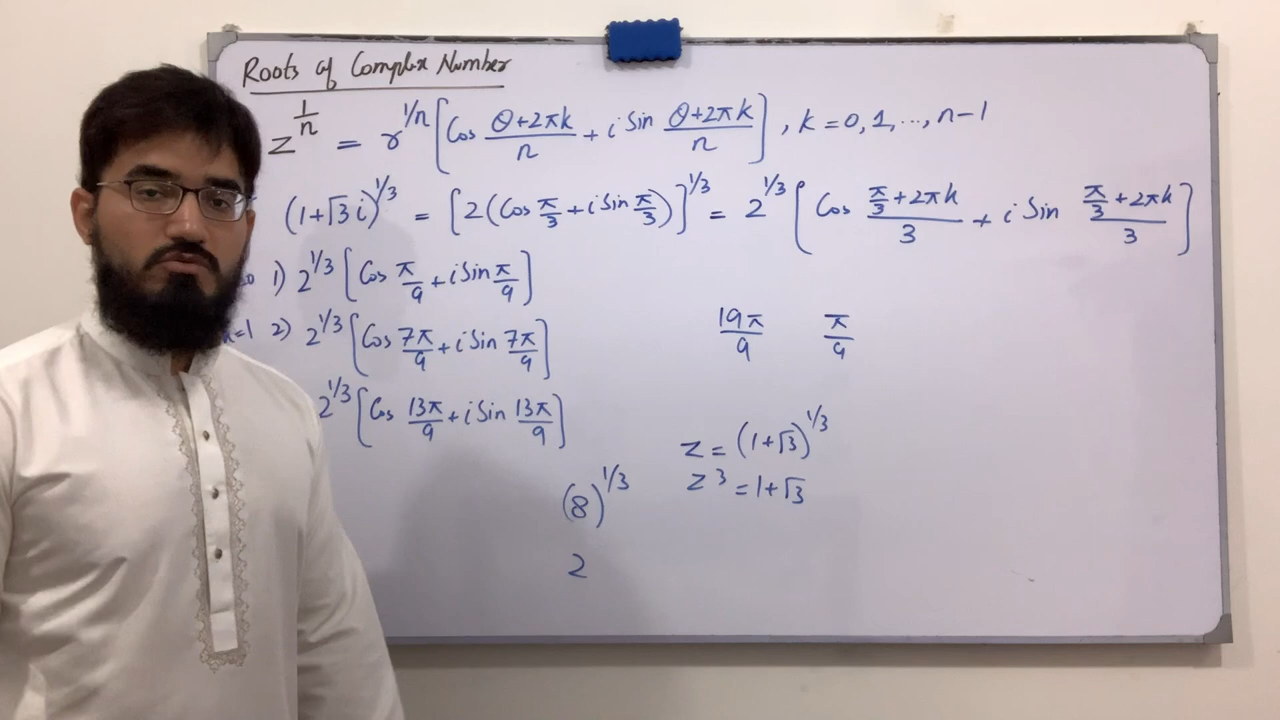 Roots of Complex Number
z^{1/n} = r^{1/n} [Cos (θ+2πk)/n + i Sin (θ+2πk)/n], k = 0, 1, ..., n-1
(1+√3 i)^{1/3} = [2(Cos π/3 + i Sin π/3)]^{1/3} = 2^{1/3} [Cos (π/3+2πk)/3 + i Sin (π/3+2πk)/3]
1) 2^{1/3} [Cos π/9 + i Sin π/9]
=1 2) 2^{1/3} [Cos 7π/9 + i Sin 7π/9]
19π/9 π/9
2^{1/3} [Cos 13π/9 + i Sin 13π/9]
z = (1+√3)^{1/3}
z^3 = 1+√3
(8)^{1/3}
2